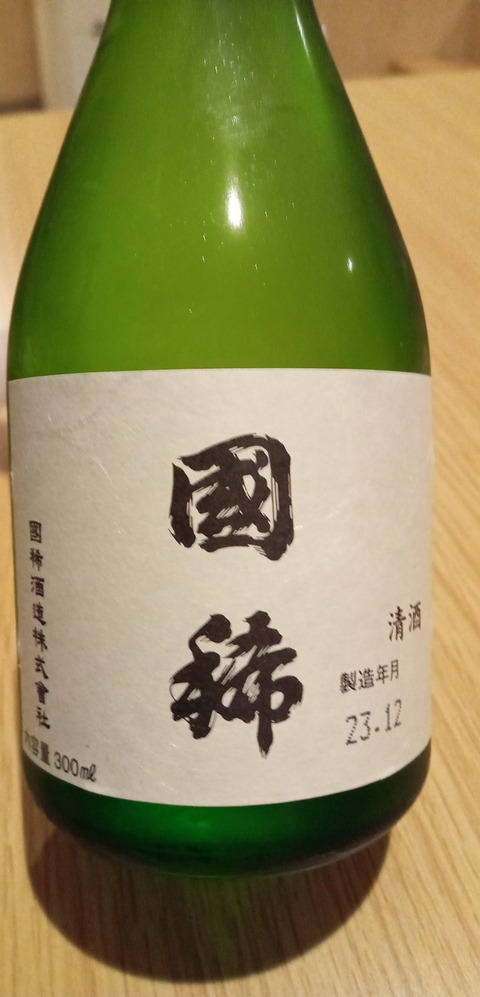 國稀
國稀酒造株式會社
内容量 300㎖
清酒
製造年月
23.12